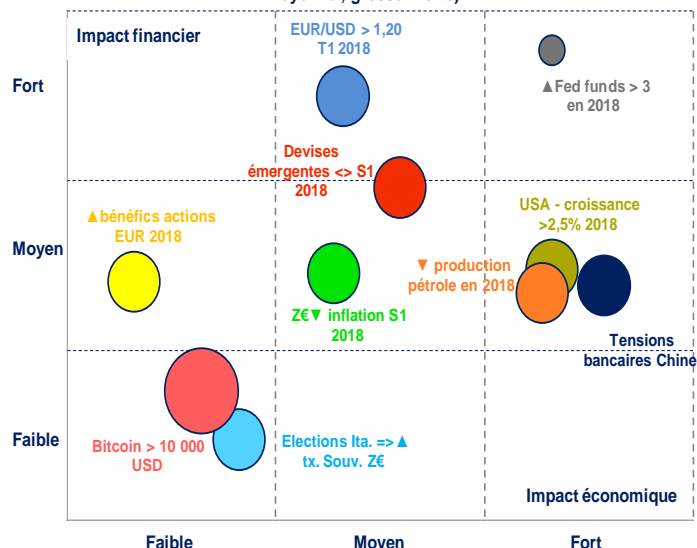 Impact financier
EUR/USD > 1,20
T1 2018
Fort
▲Fed funds > 3
en 2018
Devises
émergentes <> S1
2018
▲bénéfics actions
EUR 2018
USA - croissance
>2,5% 2018
Moyen
▼ production
pétrole en 2018
Z€▼ inflation S1
2018
Tensions
bancaires Chine
Faible
Bitcoin > 10 000
USD
Elections Ita. => ▲
tx. Souv. Z€
Impact économique
Faible
Moyen
Fort